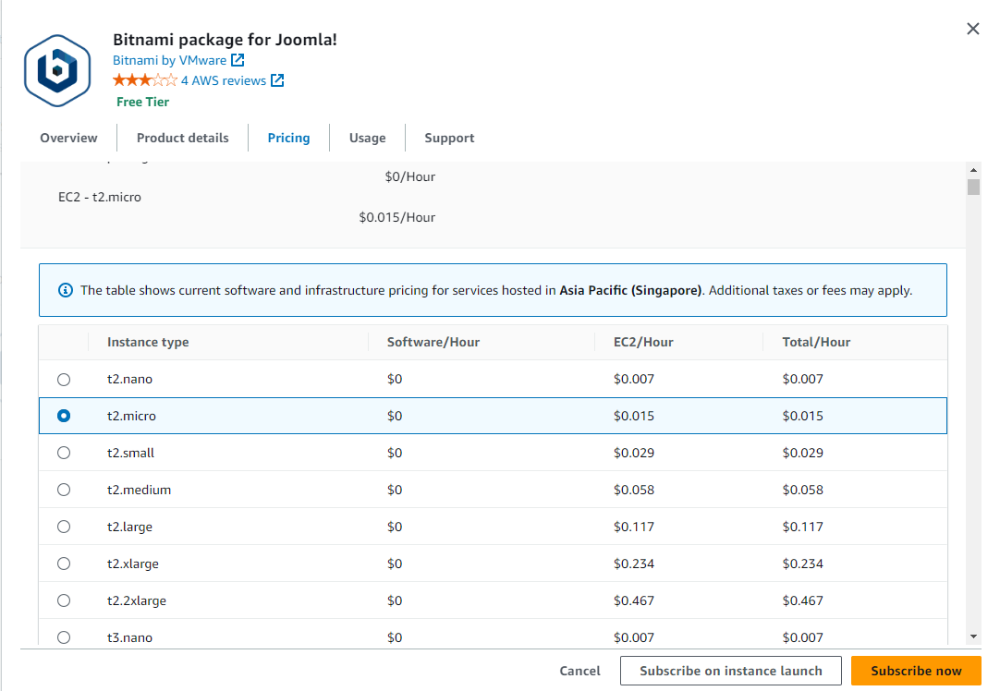 Bitnami package for Joomla!
Bitnami by VMware
4 AWS reviews
Free Tier
Overview Product details Pricing Usage Support
$0/Hour
EC2 - t2.micro
$0.015/Hour
The table shows current software and infrastructure pricing for services hosted in Asia Pacific (Singapore). Additional taxes or fees may apply.
Instance type Software/Hour EC2/Hour Total/Hour
t2.nano $0 $0.007 $0.007
t2.micro $0 $0.015 $0.015
t2.small $0 $0.029 $0.029
t2.medium $0 $0.058 $0.058
t2.large $0 $0.117 $0.117
t2.xlarge $0 $0.234 $0.234
t2.2xlarge $0 $0.467 $0.467
t3.nano $0 $0.007 $0.007
Cancel Subscribe on instance launch Subscribe now